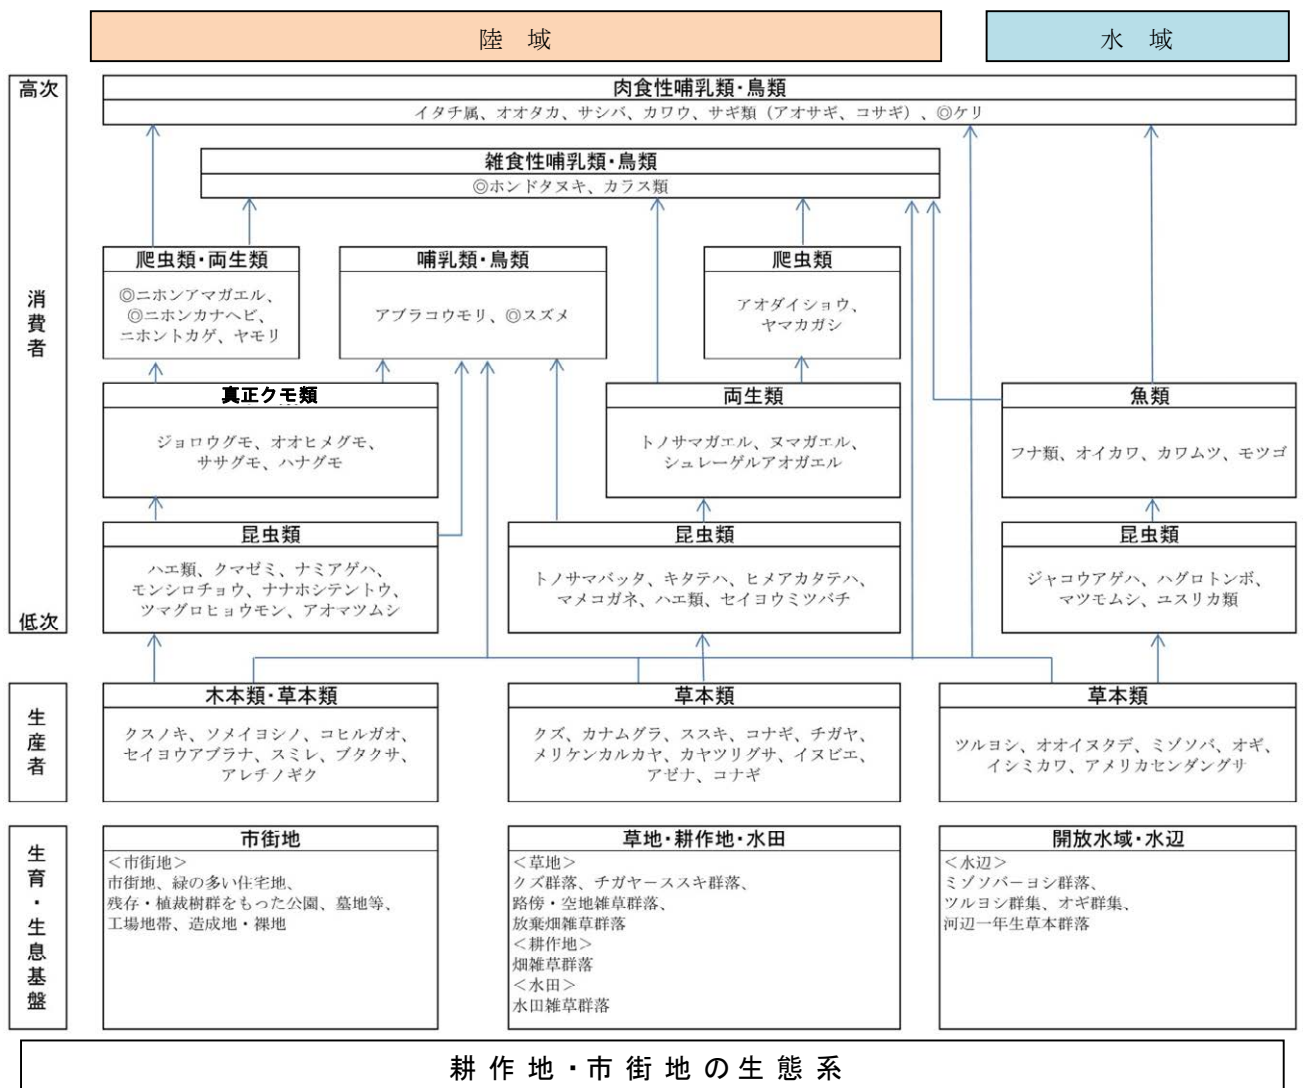 陸 域
水 域
高次
消費者
低次
肉食性哺乳類・鳥類
イタチ属、オオタカ、サシバ、カワウ、サギ類（アオサギ、コサギ）、◎ケリ
雑食性哺乳類・鳥類
◎ホンドタヌキ、カラス類
爬虫類・両生類
◎ニホンアマガエル、
◎ニホンカナヘビ、
ニホントカゲ、ヤモリ
哺乳類・鳥類
アブラコウモリ、◎スズメ
爬虫類
アオダイショウ、
ヤマカガシ
真正クモ類
ジョロウグモ、オオヒメグモ、
ササグモ、ハナグモ
両生類
トノサマガエル、ヌマガエル、
シュレーゲルアオガエル
魚類
フナ類、オイカワ、カワムツ、モツゴ
昆虫類
ハエ類、クマゼミ、ナミアゲハ、
モンシロチョウ、ナナホシテントウ、
ツマグロヒョウモン、アオマツムシ
昆虫類
トノサマバッタ、キタテハ、ヒメアカタテハ、
マメコガネ、ハエ類、セイヨウミツバチ
昆虫類
ジャコウアゲハ、ハグロトンボ、
マツモムシ、ユスリカ類
生産者
木本類・草本類
クスノキ、ソメイヨシノ、コヒルガオ、
セイヨウアブラナ、スミレ、ブタクサ、
アレチノギク
草本類
クズ、カナムグラ、ススキ、コナギ、チガヤ、
メリケンカルカヤ、カヤツリグサ、イヌビエ、
アゼナ、コナギ
草本類
ツルヨシ、オオイヌタデ、ミゾソバ、オギ、
イシミカワ、アメリカセンダングサ
生育・生息基盤
市街地
＜市街地＞
市街地、緑の多い住宅地、
残存・植裁樹群をもった公園、墓地等、
工場地帯、造成地・裸地
草地・耕作地・水田
＜草地＞
クズ群落、チガヤーススキ群落、
路傍・空地雑草群落、
放棄畑雑草群落
＜耕作地＞
畑雑草群落
＜水田＞
水田雑草群落
開放水域・水辺
＜水辺＞
ミゾソバーヨシ群落、
ツルヨシ群集、オギ群集、
河辺一年生草本群落
耕作地・市街地の生態系